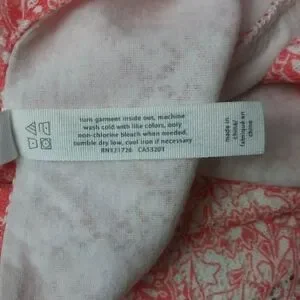 turn garment inside out, machine
wash cold with like colors, only
non-chlorine bleach when needed,
tumble dry low, cool iron if necessary
RN121726 CA53201
made in
china/
fabriqué en
chine